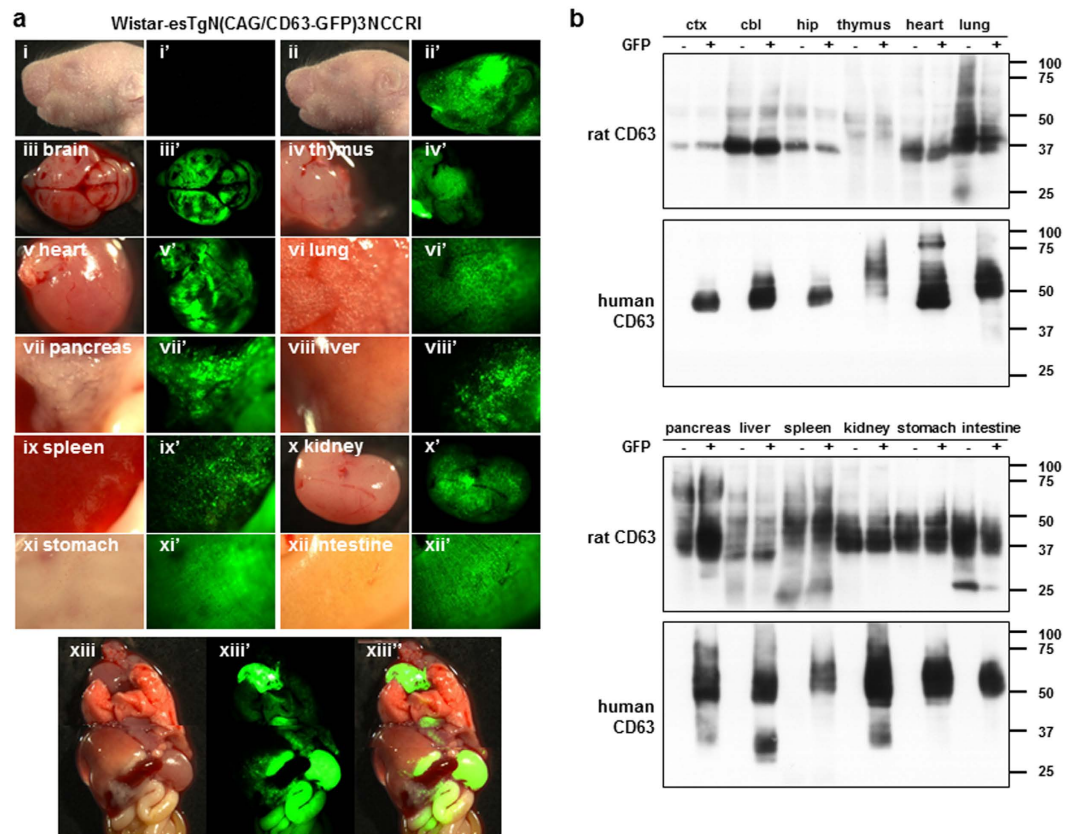 a
Wistar-esTgN(CAG/CD63-GFP)3NCCRI
i i' ii ii'
iii brain iii' iv thymus iv'
v heart v' vi lung vi'
vii pancreas vii' viii liver viii'
ix spleen ix' x kidney x'
xi stomach xi' xii intestine xii'
xiii xiii' xiii''
b
ctx cbl hip thymus heart lung
GFP - + - + - + - + - + - +
rat CD63
100
75
50
37
25
human
CD63
100
75
50
37
25
pancreas liver spleen kidney stomach intestine
GFP - + - + - + - + - + - +
rat CD63
100
75
50
37
25
human
CD63
100
75
50
37
25